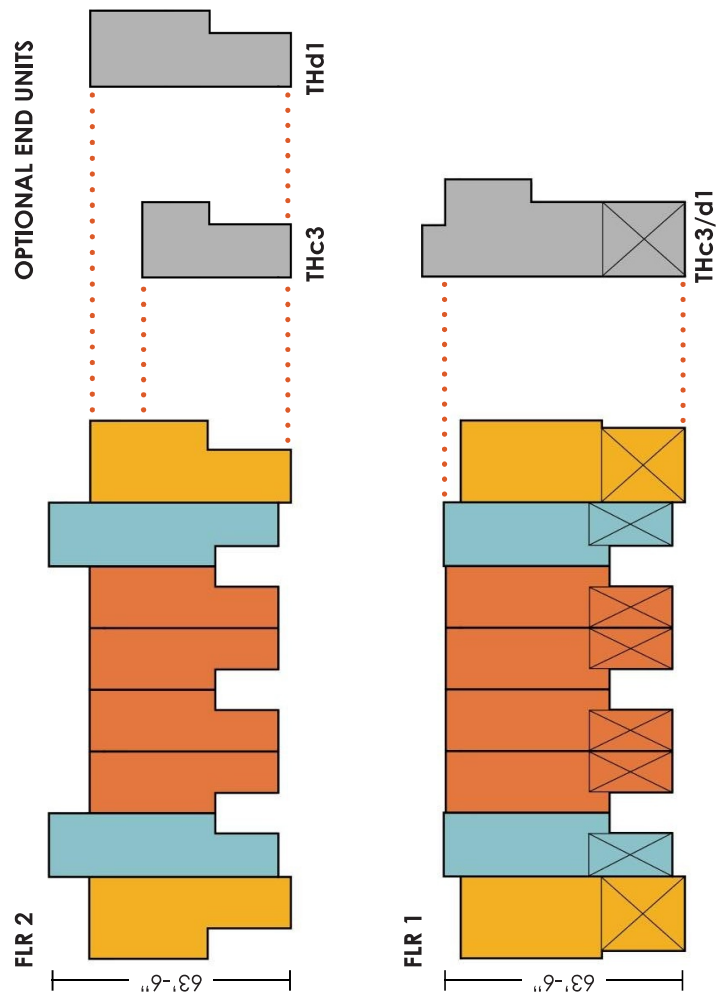 OPTIONAL END UNITS
FLR 2
63'-6"
THc3
THd1
FLR 1
63'-6"
THc3/d1